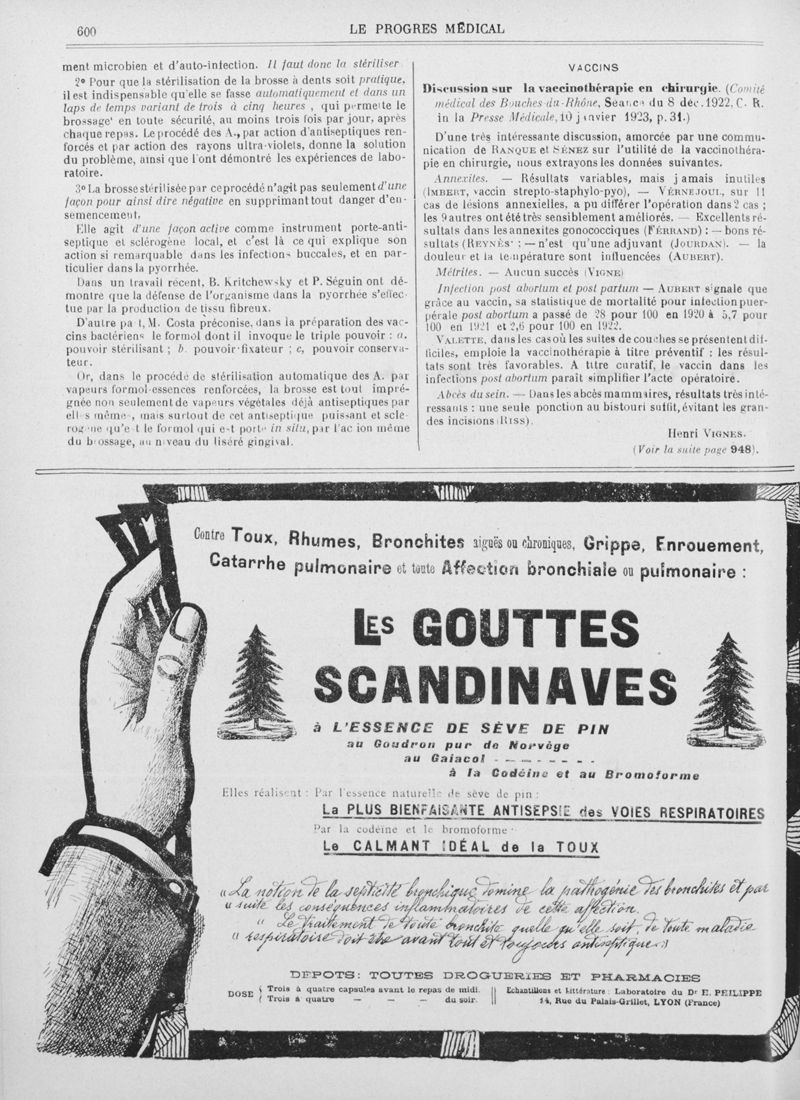 600
LE PROGRES MÉDICAL
ment microbien et d'auto-infection. Il faut donc la stériliser
2° Pour que la stérilisation de la brosse à dents soit pratique,
il est indispensable qu'elle se fasse automatiquement et dans un
laps de temps variant de trois à cinq heures , qui permette le
brossage' en toute sécurité, au moins trois fois par jour, après
chaque repas. Le procédé des A., par action d'antiseptiques ren-
forcés et par action des rayons ultra-violets, donne la solution
du problème, ainsi que l'ont démontré les expériences de labo-
ratoire.
3° La brosse stérilisée par ce procédé n'agit pas seulement d'une
façon pour ainsi dire négative en supprimant tout danger d'en-
semencement,
Elle agit d'une façon active comme instrument porte-anti-
septique et sclérogène local, et c'est là ce qui explique son
action si remarquable dans les infections buccales, et en par-
ticulier dans la pyorrhée.
Dans un travail récent, B. Kritchewsky et P. Séguin ont dé-
montré que la défense de l'organisme dans la pyorrhée s'effec-
tue par la production de tissu fibreux.
D'autre pa t, M. Costa préconise, dans la préparation des vac-
cins bactériens le formol dont il invoque le triple pouvoir : a.
pouvoir stérilisant ; b. pouvoir fixateur ; c, pouvoir conserva-
teur.
Or, dans le procédé de stérilisation automatique des A. par
vapeurs formol-essences renforcées, la brosse est tout impré-
gnée non seulement de vapeurs végétales déjà antiseptiques par
ell s même , mais surtout de cet antiseptique puissant et sclé
rog ne qu'e t le formol qui est porté in situ, par l'ac ion même
du brossage, au niveau du liséré gingival.
VACCINS
Discussion sur la vaccinothérapie en chirurgie. (Comité
médical des Bouches-du-Rhône, Séance du 8 déc. 1922, C. R.
in la Presse Médicale, 10 janvier 1923, p. 31.)
D'une très intéressante discussion, amorcée par une commu-
nication de RANQUE et SÉNEZ sur l'utilité de la vaccinothéra-
pie en chirurgie, nous extrayons les données suivantes.
Annexites. — Résultats variables, mais jamais inutiles
(IMBERT, vaccin strepto-staphylo-pyo), — VERNEJOUL, sur 11
cas de lésions annexielles, a pu différer l'opération dans 2 cas ;
les 9 autres ont été très sensiblement améliorés. — Excellents ré-
sultats dans les annexites gonococciques (FERRAND) ; — bons ré-
sultats (REYNÈS) ; — n'est qu'une adjuvant (JOURDAN). — la
douleur et la température sont influencées (AUBERT).
Métrites. — Aucun succès (VIGNE)
Infection post abortum et post partum — AUBERT signale que
grâce au vaccin, sa statistique de mortalité pour infection puer-
pérale post abortum a passé de 28 pour 100 en 1920 à 5,7 pour
100 en 1921 et 2,6 pour 100 en 1922.
VALETTE, dans les cas où les suites de couches se présentent dif-
ficiles, emploie la vaccinothérapie à titre préventif ; les résul-
tats sont très favorables. A titre curatif, le vaccin dans les
infections post abortum paraît simplifier l'acte opératoire.
Abcès du sein. — Dans les abcès mammaires, résultats très inté-
ressants : une seule ponction au bistouri suffit, évitant les gran-
des incisions (RISS).
Henri VIGNES.
(Voir la suite page 948).
Contre Toux, Rhumes, Bronchites aiguës ou chroniques, Grippe, Enrouement,
Catarrhe pulmonaire et toute Affection bronchiale ou pulmonaire :
LES GOUTTES
SCANDINAVES
à L'ESSENCE DE SÈVE DE PIN
au Goudron pur de Norvège
au Gaïacol - - - - - - - -
à la Codéine et au Bromoforme
Elles réalisent : Par l'essence naturelle de sève de pin :
La PLUS BIENFAISANTE ANTISEPSIE des VOIES RESPIRATOIRES
Par la codéine et le bromoforme :
Le CALMANT IDÉAL de la TOUX
« La notion de la septicité bronchique domine la pathogénie des bronchites et par
« suite les conséquences inflammatoires de cette affection.
« Le traitement de toute bronchite quelle qu'elle soit, de toute maladie
« respiratoire doit être avant tout et toujours antiseptique. »
DEPOTS: TOUTES DROGUERIES ET PHARMACIES
DOSE { Trois à quatre capsules avant le repas de midi.
{ Trois à quatre — — — du soir.
Echantillons et Littérature : Laboratoire du Dr E. PHILIPPE
14, Rue du Palais-Grillet, LYON (France)